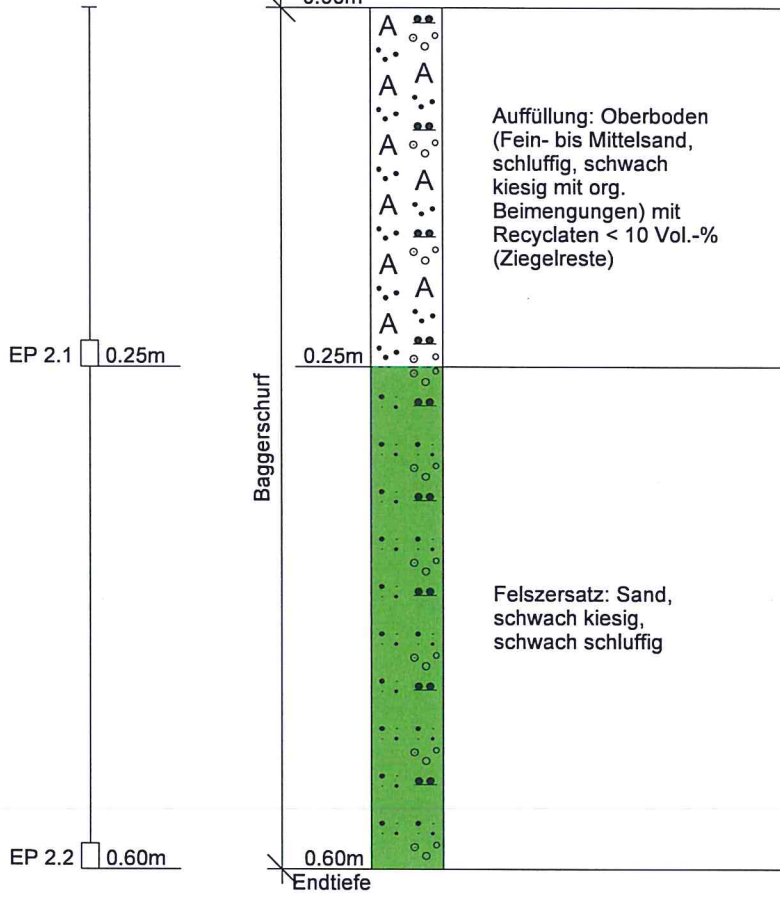 A
A
A
A
A
A
A
A
A
A
Auffüllung: Oberboden
(Fein- bis Mittelsand,
schluffig, schwach
kiesig mit org.
Beimengungen) mit
Recyclaten < 10 Vol.-%
(Ziegelreste)
EP 2.1 0.25m
0.25m
Baggerschurf
Felszersatz: Sand,
schwach kiesig,
schwach schluffig
EP 2.2 0.60m
0.60m
Endtiefe